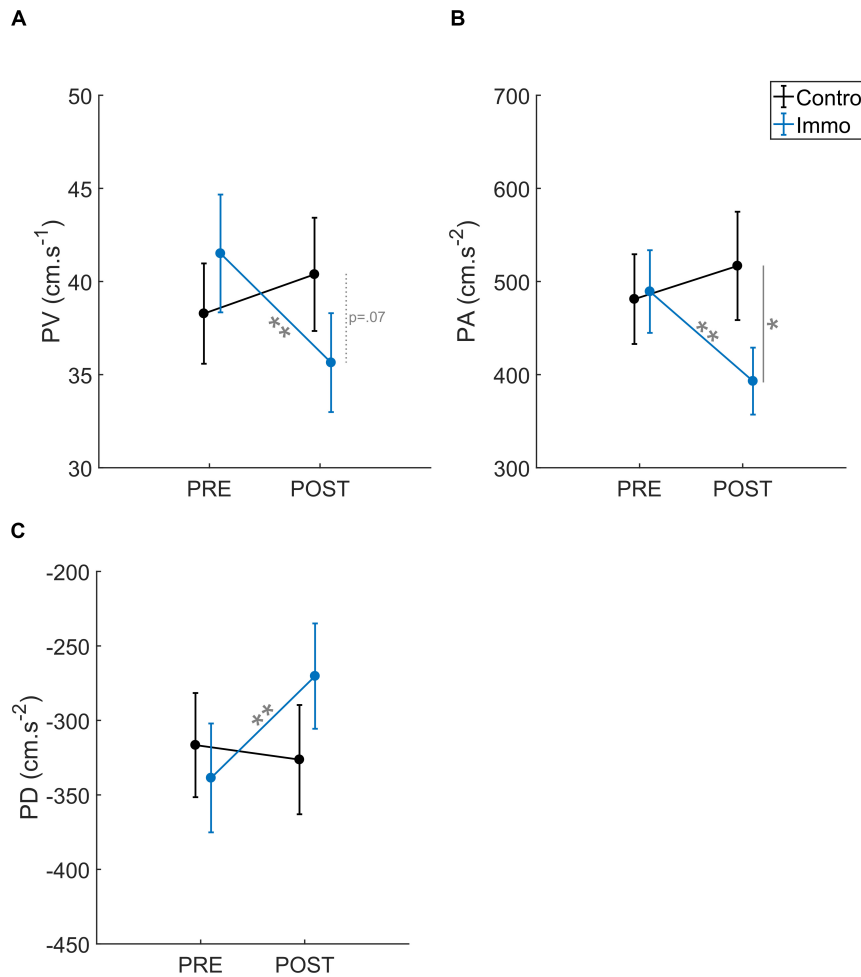 A
B
50
45
40
35
30
PV (cm.s-1)
**
p=.07
PRE
POST
700
600
500
400
300
PA (cm.s-2)
Contro
Immo
**
*
PRE
POST
C
-200
-250
-300
-350
-400
-450
PD (cm.s-2)
**
PRE
POST